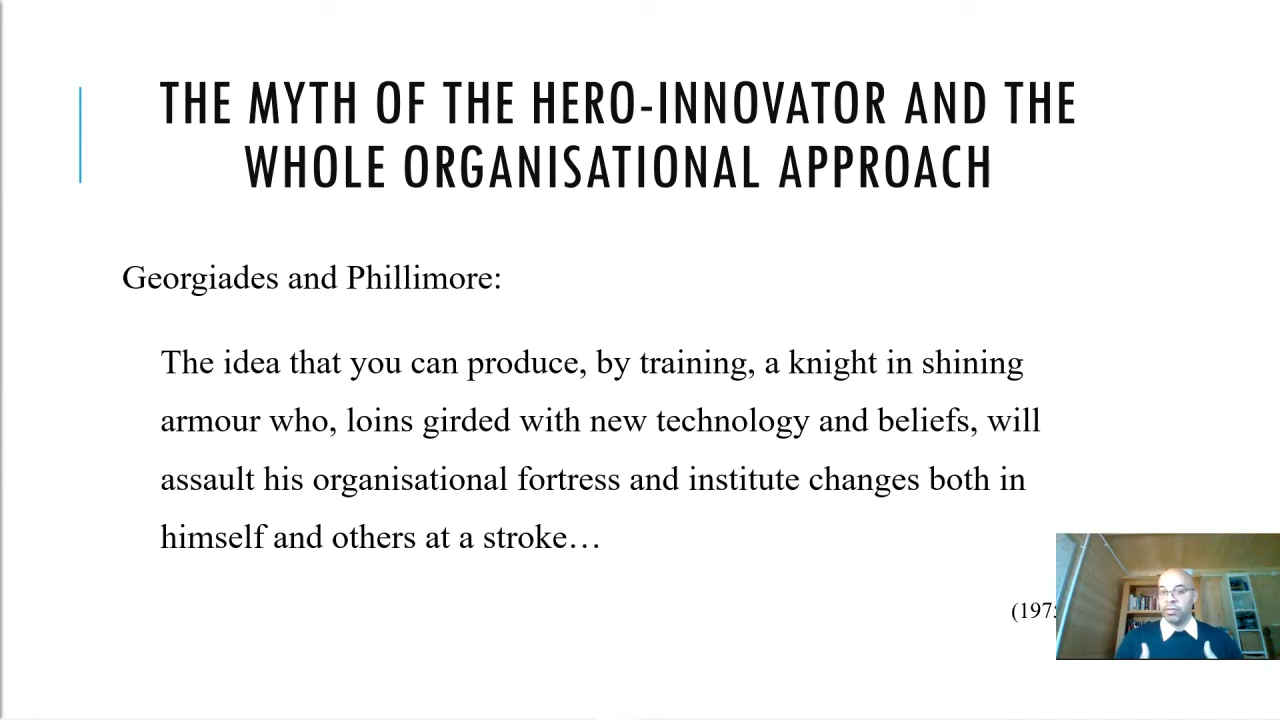 THE MYTH OF THE HERO-INNOVATOR AND THE
WHOLE ORGANISATIONAL APPROACH
Georgiades and Phillimore:
The idea that you can produce, by training, a knight in shining
armour who, loins girded with new technology and beliefs, will
assault his organisational fortress and institute changes both in
himself and others at a stroke…